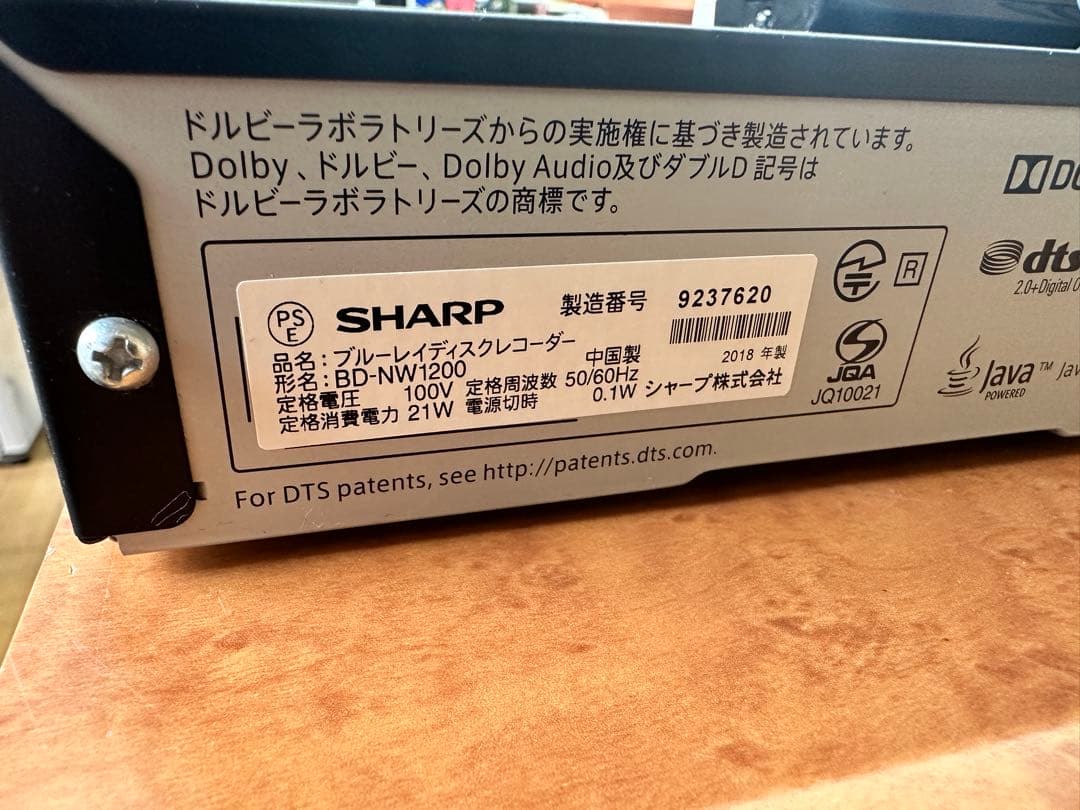 ドルビーラボラトリーズからの実施権に基づき製造されています。
Dolby、ドルビー、Dolby Audio及びダブルD 記号は
ドルビーラボラトリーズの商標です。
PS
E
SHARP 製造番号 9237620
品名：ブルーレイディスクレコーダー
形名：BD-NW1200 中国製 2018 年製
定格電圧 100V 定格周波数 50/60Hz
定格消費電力 21W 電源切時 0.1W シャープ株式会社
R
JQA
JQ10021
dts
2.0+Digital
Java™
POWERED
For DTS patents, see http://patents.dts.com.